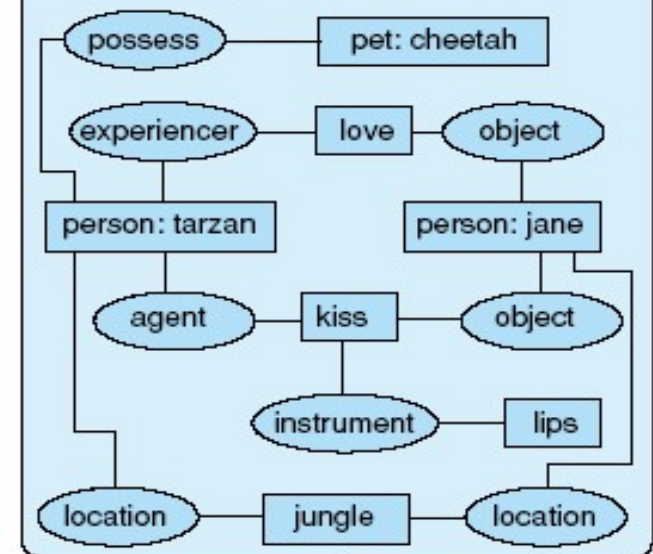 possess
pet: cheetah
experiencer
love
object
person: tarzan
person: jane
agent
kiss
object
instrument
lips
location
jungle
location